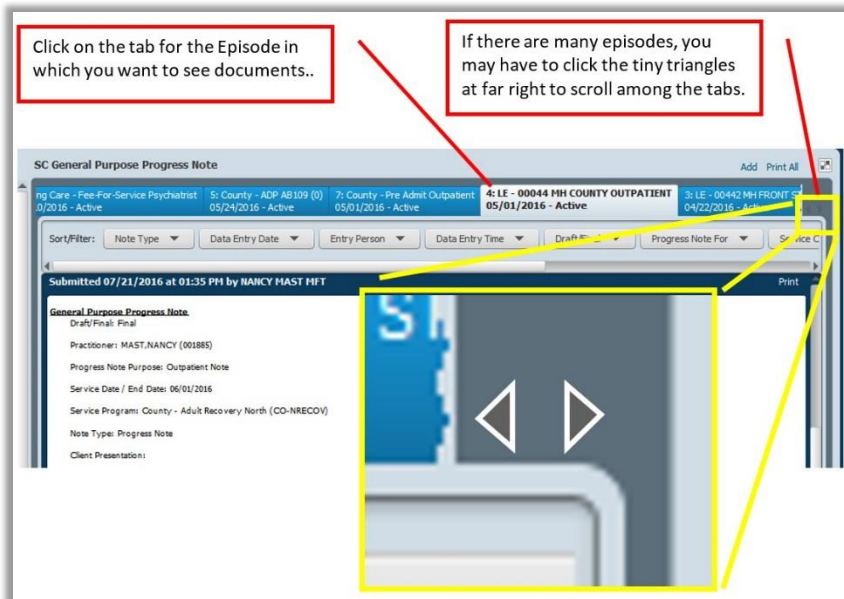 Click on the tab for the Episode in
which you want to see documents..
If there are many episodes, you
may have to click the tiny triangles
at far right to scroll among the tabs.
SC General Purpose Progress Note
Add Print All
ng Care - Fee-For-Service Psychiatrist
0/2016 - Active
5: County - ADP AB109 (0)
05/24/2016 - Active
7: County - Pre Admit Outpatient
05/01/2016 - Active
4: LE - 00044 MH COUNTY OUTPATIENT
05/01/2016 - Active
3: LE - 00442 MH FRONT ST
04/22/2016 - Active
Sort/Filter: Note Type Data Entry Date Entry Person Data Entry Time Draft/Final Progress Note For Service C
Submitted 07/21/2016 at 01:35 PM by NANCY MAST MFT
Print
General Purpose Progress Note
Draft/Final: Final
Practitioner: MAST,NANCY (001885)
Progress Note Purpose: Outpatient Note
Service Date / End Date: 06/01/2016
Service Program: County - Adult Recovery North (CO-NRECOV)
Note Type: Progress Note
Client Presentation:
S